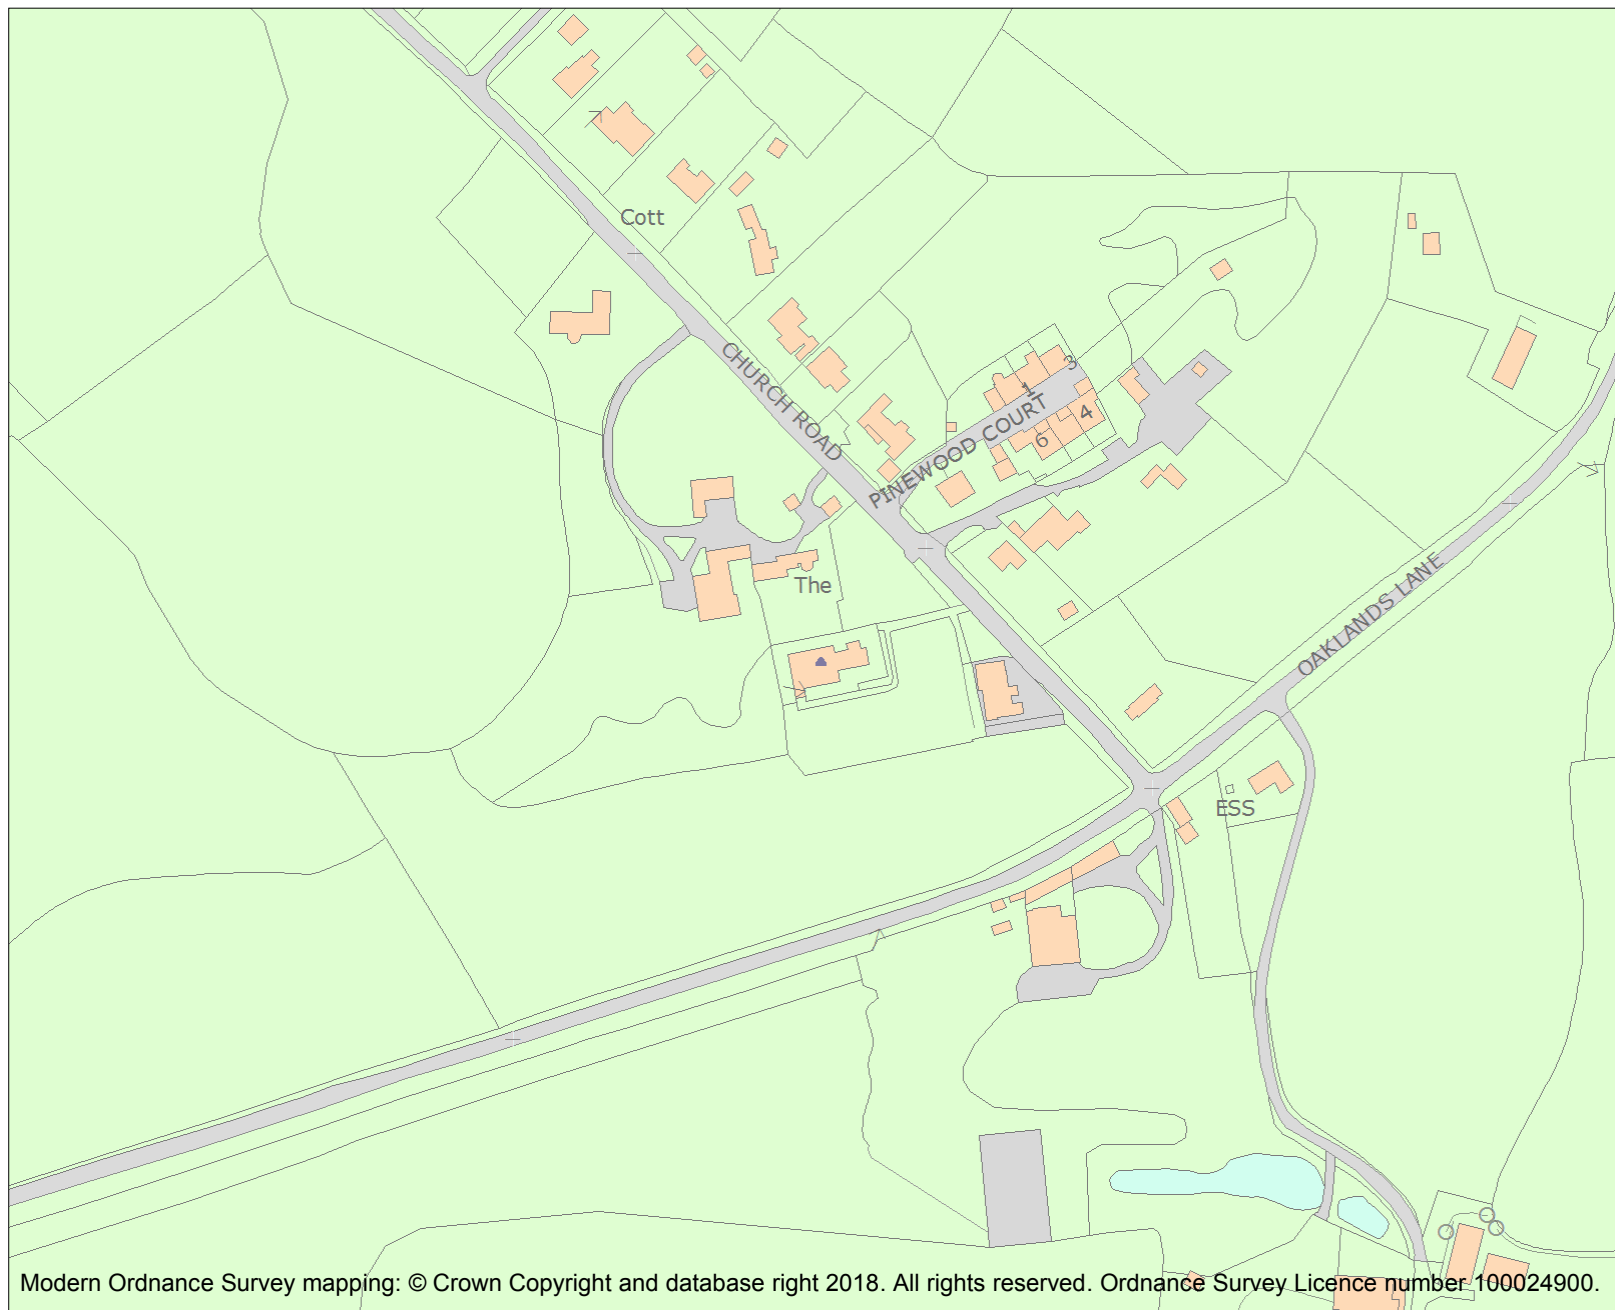 Cott
CHURCH ROAD
3
1
4
6
PINEWOOD COURT
The
OAKLANDS LANE
ESS
Modern Ordnance Survey mapping: © Crown Copyright and database right 2018. All rights reserved. Ordnance Survey Licence number 100024900.